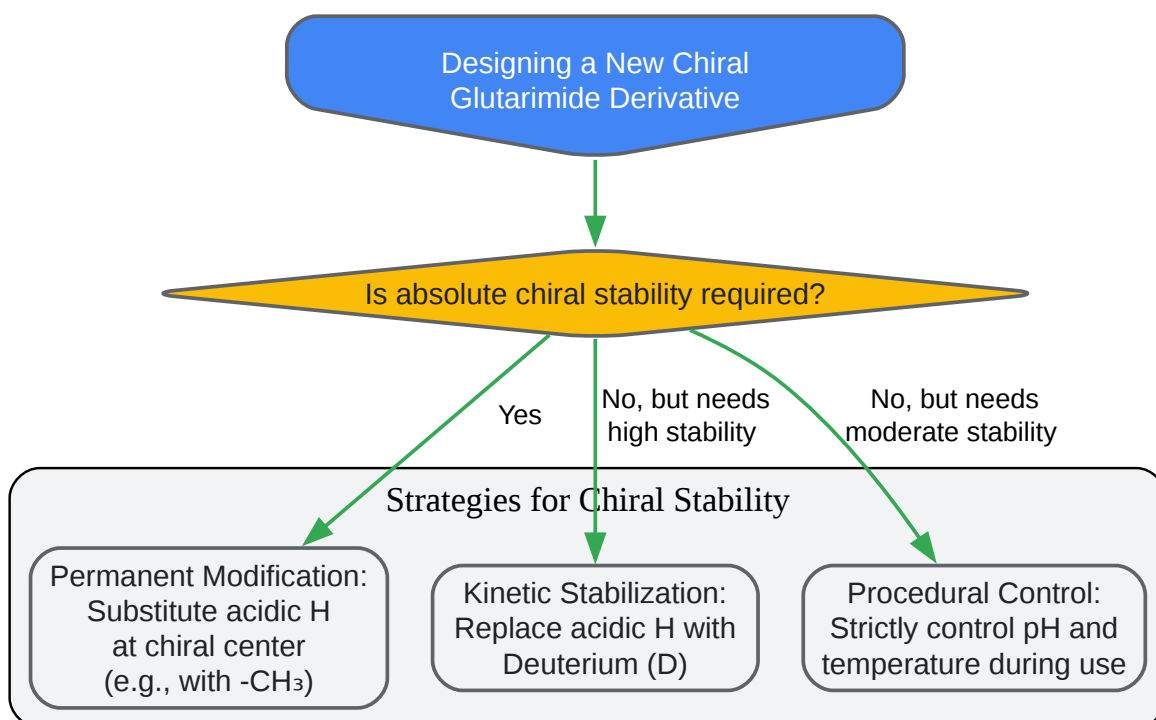 Designing a New Chiral
Glutarimide Derivative
Is absolute chiral stability required?
Yes
No, but needs
high stability
No, but needs
moderate stability
Strategies for Chiral Stability
Permanent Modification:
Substitute acidic H
at chiral center
(e.g., with -CH₃)
Kinetic Stabilization:
Replace acidic H with
Deuterium (D)
Procedural Control:
Strictly control pH and
temperature during use